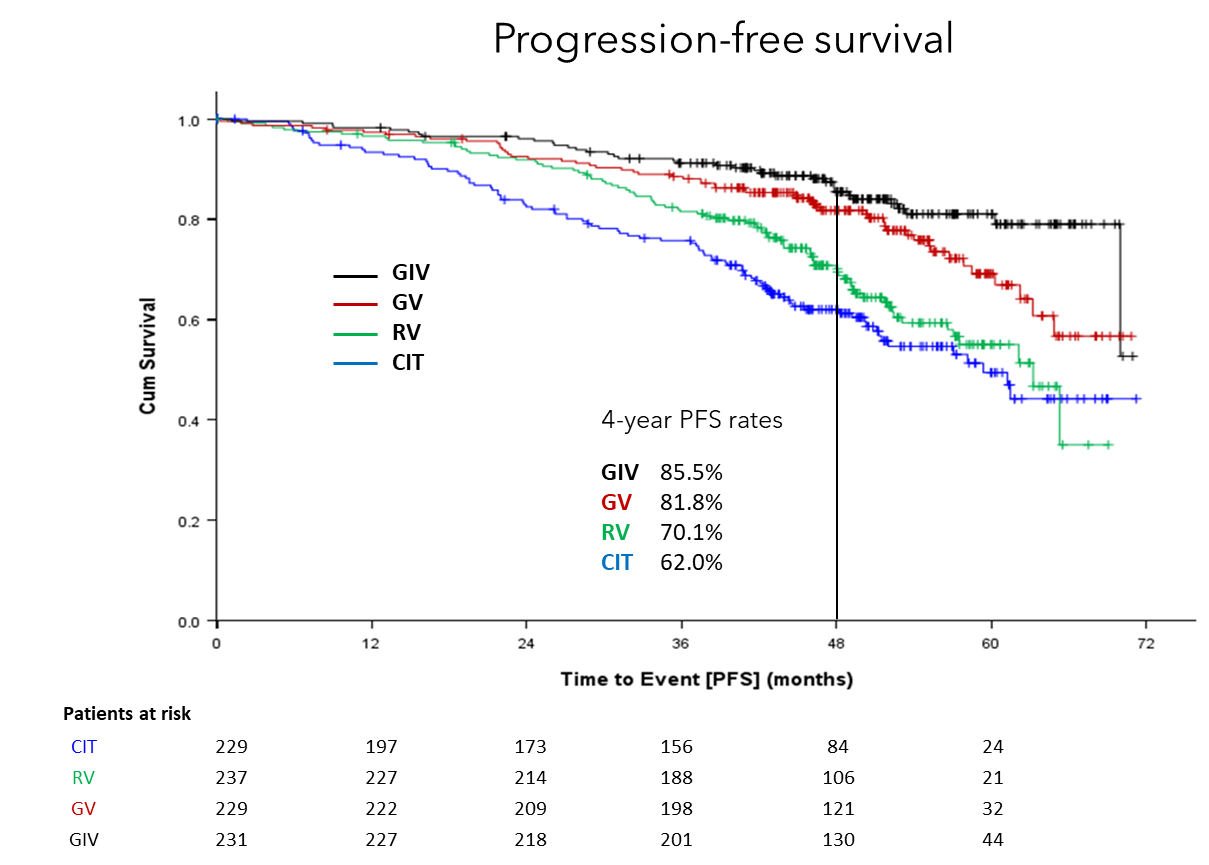 Progression-free survival
1.0
0.8
0.6
0.4
0.2
0.0
Cum Survival
GIV
GV
RV
CIT
4-year PFS rates
GIV 85.5%
GV 81.8%
RV 70.1%
CIT 62.0%
0 12 24 36 48 60 72
Time to Event [PFS] (months)
Patients at risk
CIT 229 197 173 156 84 24
RV 237 227 214 188 106 21
GV 229 222 209 198 121 32
GIV 231 227 218 201 130 44